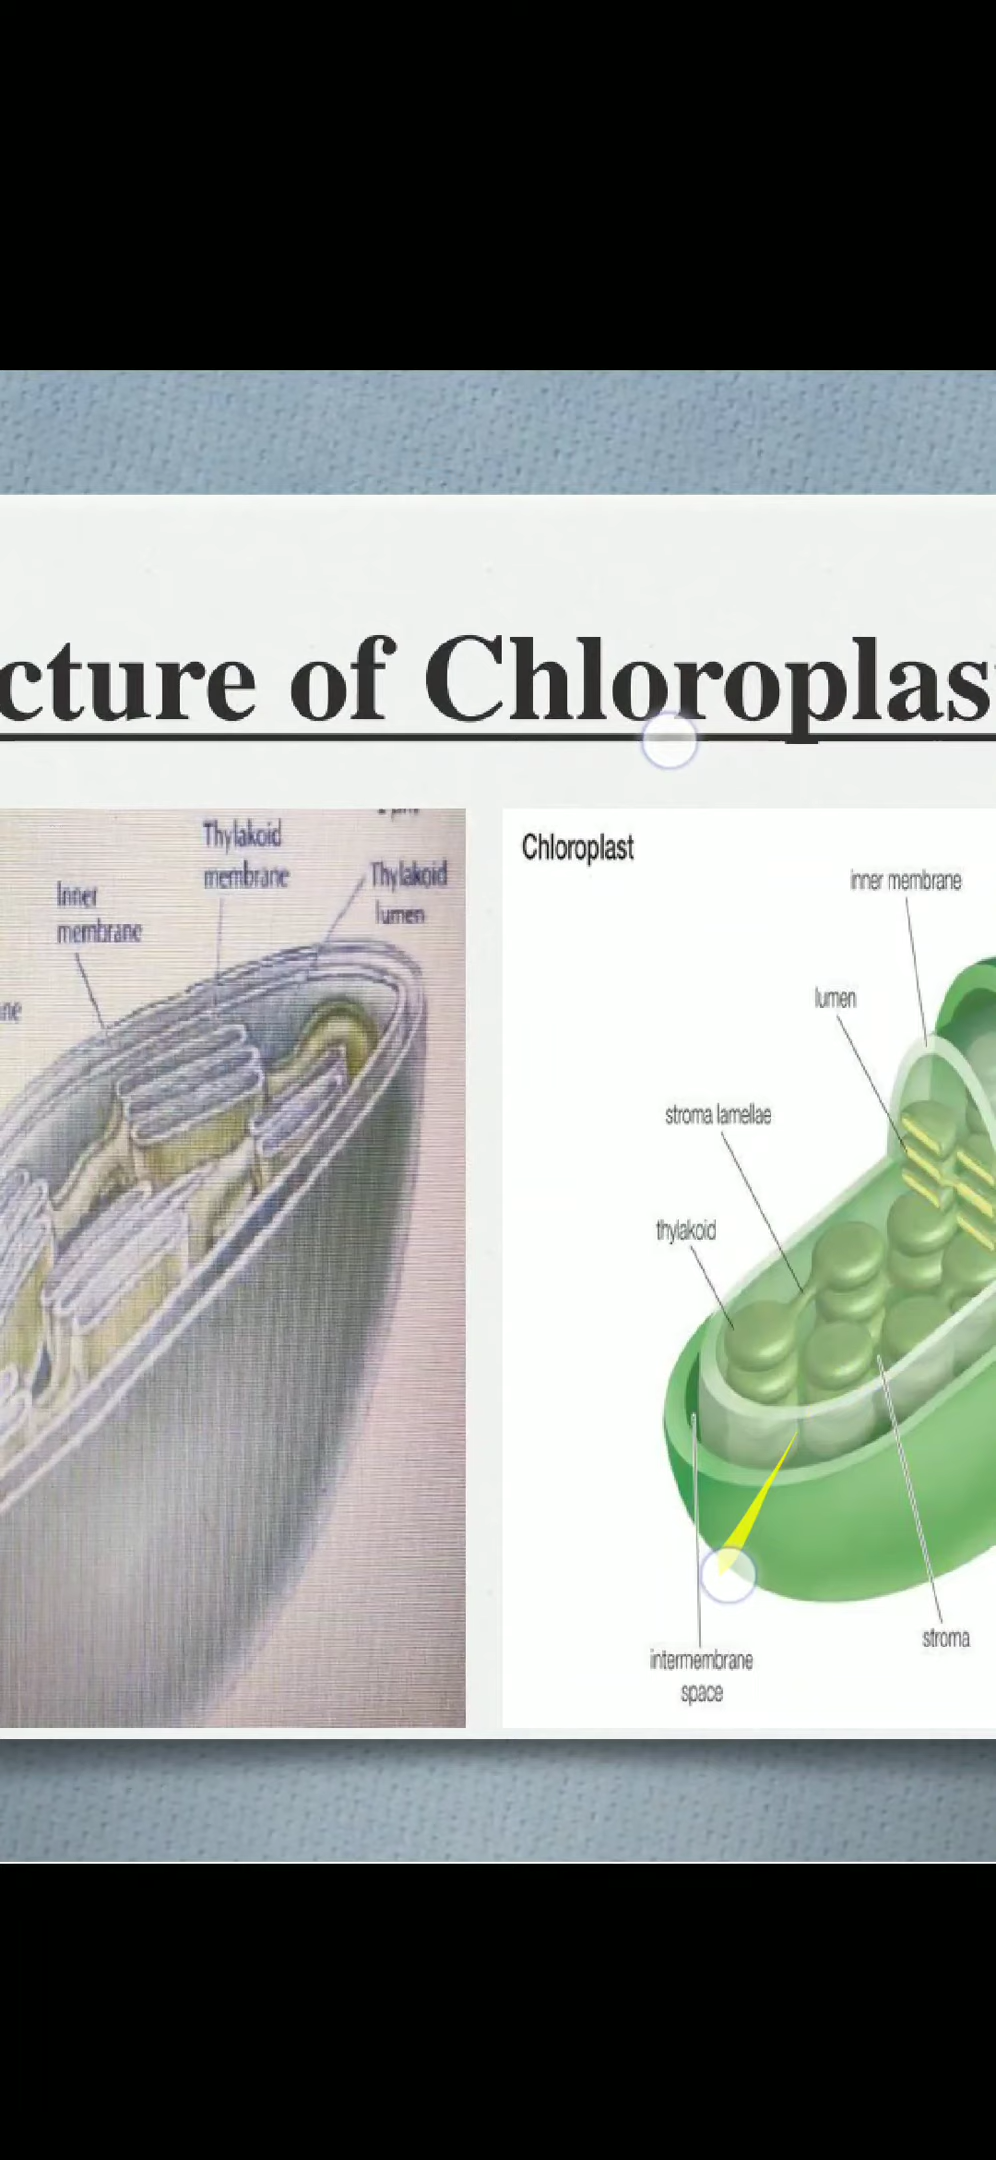 cture of Chloroplas
Thylakoid
membrane
Thylakoid
lumen
Inner
membrane
ne
Chloroplast
inner membrane
lumen
stroma lamellae
thylakoid
stroma
intermembrane
space